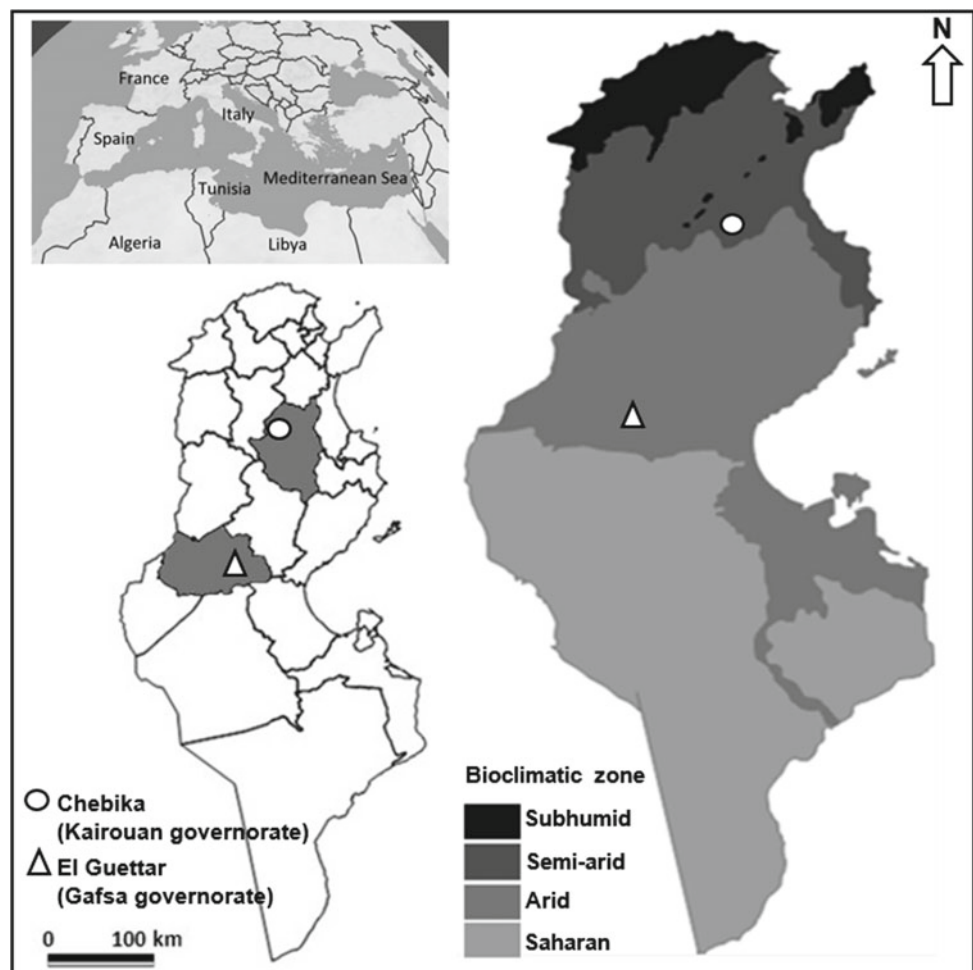 France
Italy
Spain
Tunisia
Mediterranean Sea
Algeria
Libya
N
Chebika
(Kairouan governorate)
El Guettar
(Gafsa governorate)
0 100 km
Bioclimatic zone
Subhumid
Semi-arid
Arid
Saharan